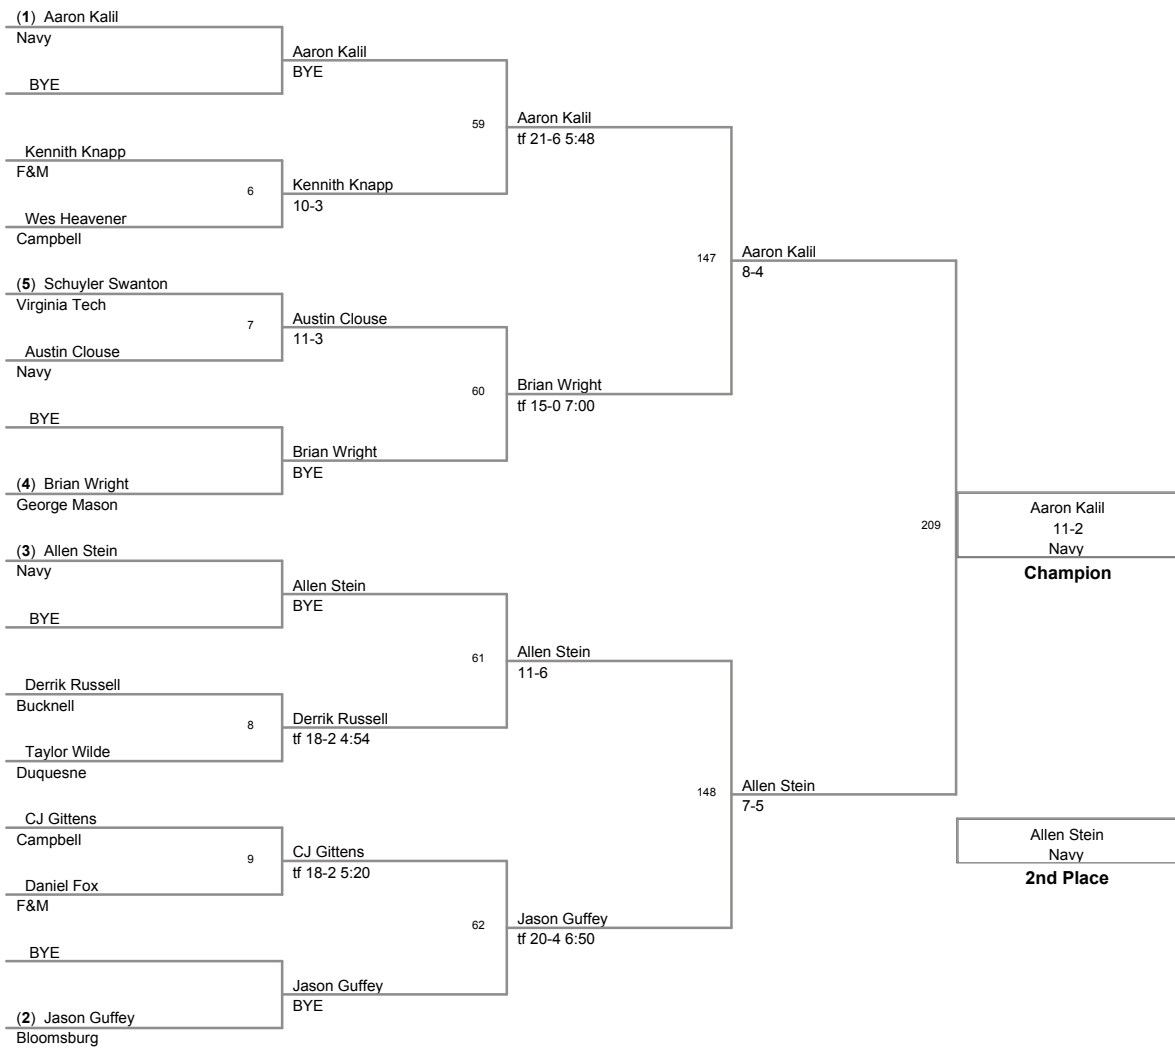 (1) Aaron Kalil
Navy
BYE
Kennith Knapp
F&M
6
Wes Heavener
Campbell
(5) Schuyler Swanton
Virginia Tech
7
Austin Clouse
Navy
BYE
(4) Brian Wright
George Mason
(3) Allen Stein
Navy
BYE
Derrik Russell
Bucknell
8
Taylor Wilde
Duquesne
CJ Gittens
Campbell
9
Daniel Fox
F&M
BYE
(2) Jason Guffey
Bloomsburg
Aaron Kalil
BYE
59
Kennith Knapp
10-3
Austin Clouse
11-3
60
Brian Wright
BYE
Allen Stein
BYE
61
Derrik Russell
tf 18-2 4:54
CJ Gittens
tf 18-2 5:20
62
Jason Guffey
BYE
Aaron Kalil
tf 21-6 5:48
147
Brian Wright
tf 15-0 7:00
Allen Stein
11-6
148
Jason Guffey
tf 20-4 6:50
Aaron Kalil
8-4
209
Allen Stein
7-5
Aaron Kalil
11-2
Navy
Champion
Allen Stein
Navy
2nd Place